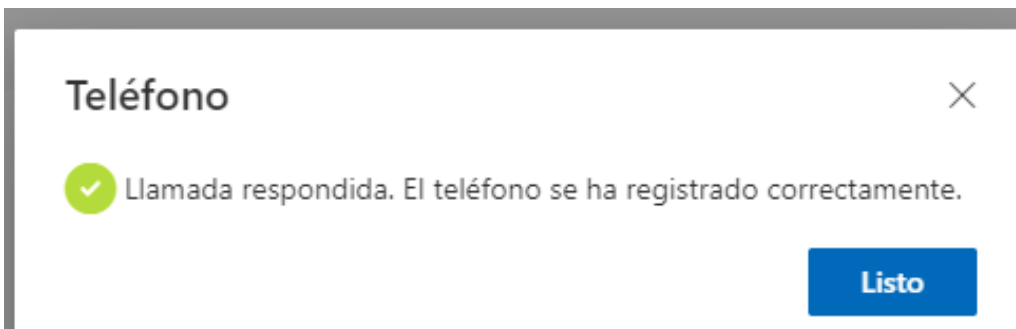 Teléfono
Llamada respondida. El teléfono se ha registrado correctamente.
Listo